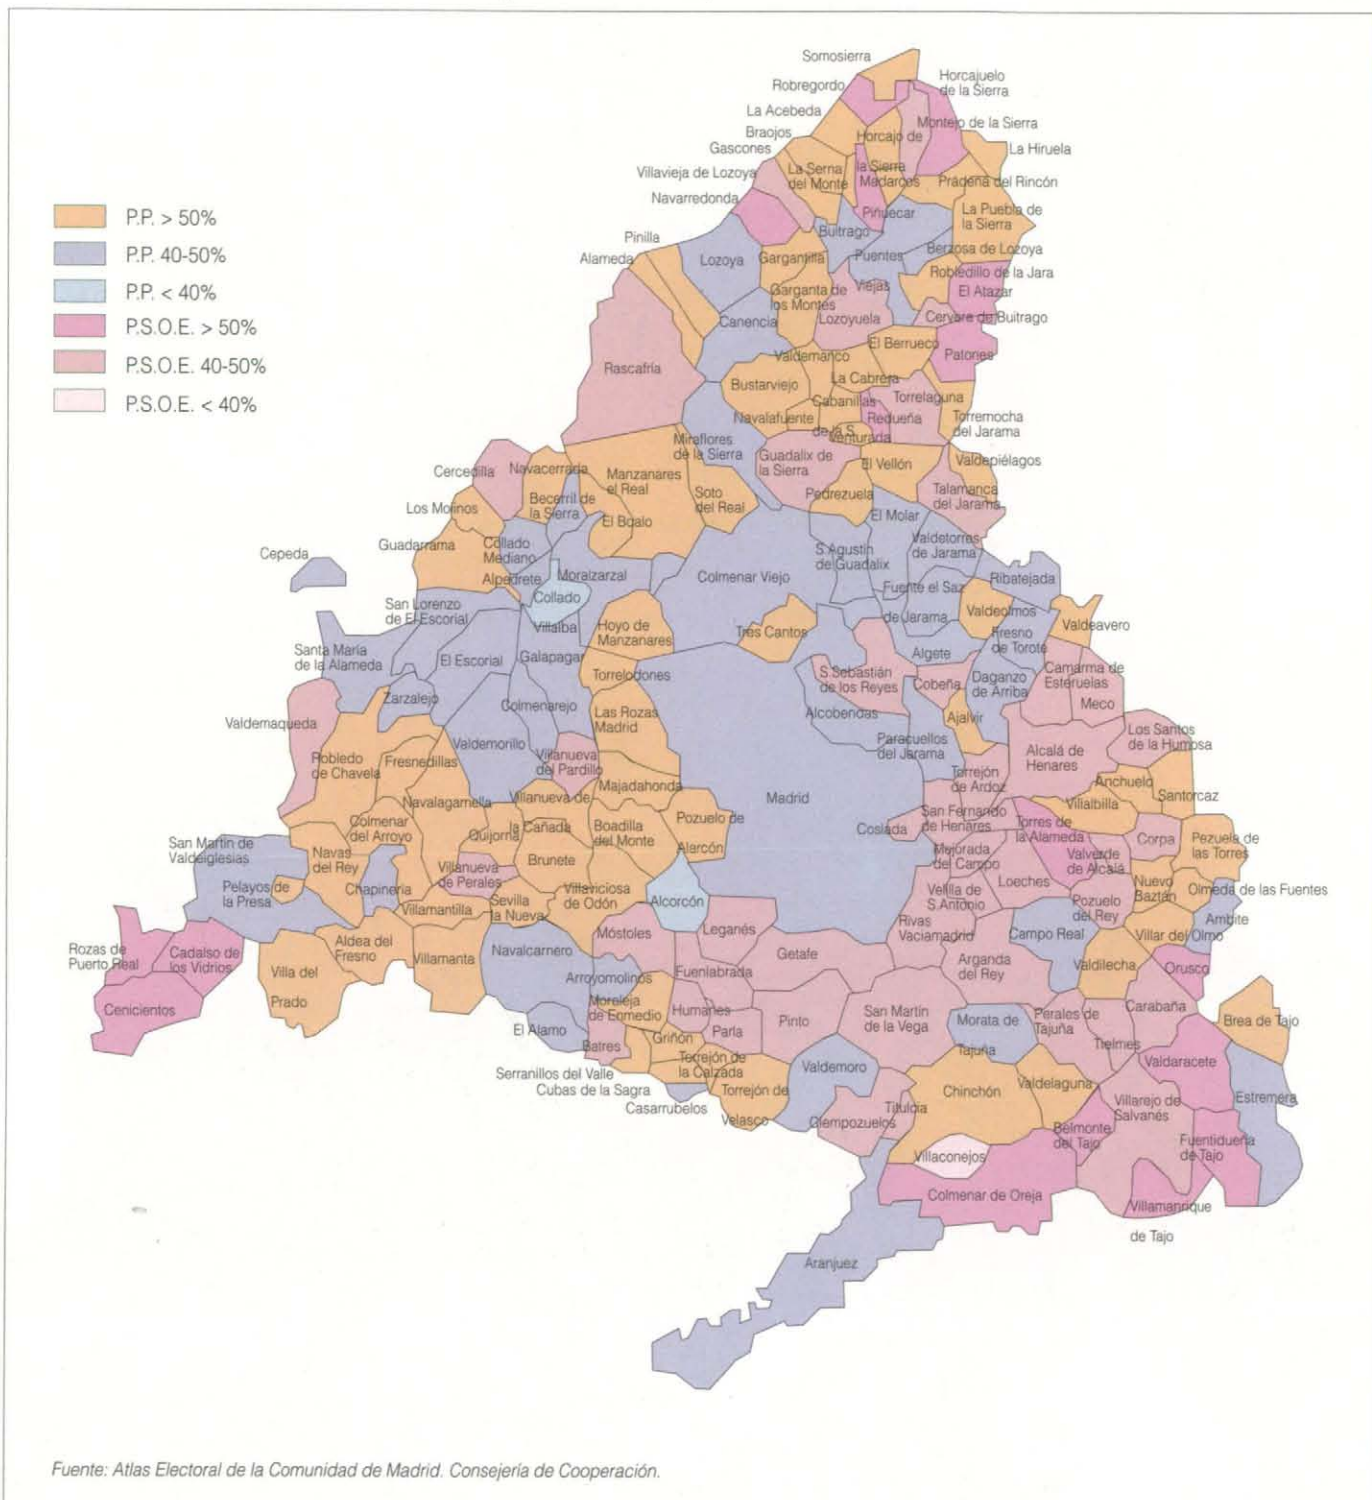 Somosierra
Robregordo
Horcajuelo
de la Sierra
La Acebeda
Montejo de la Sierra
Braojos
Horcajo de
la Sierra
Gascones
La Hiruela
Villavieja de Lozoya
La Serna
del Monte
Madarcos
Prádena del Rincón
Navarredonda
Piñuecar
La Puebla de
la Sierra
P.P. > 50%
P.P. 40-50%
P.P. < 40%
P.S.O.E. > 50%
P.S.O.E. 40-50%
P.S.O.E. < 40%
Pinilla
Buitrago
Alameda
Lozoya
Gargantilla
Puentes
Viejas
Berzosa de Lozoya
Robledillo de la Jara
El Atazar
Garganta de
los Montes
Lozoyuela
Cervera de Buitrago
Canencia
El Berrueco
Patones
Valdemanco
Rascafría
Bustarviejo
La Cabrera
Cabanillas
de la S.
Torrelaguna
Navalafuente
Redueña
Torremocha
del Jarama
Venturada
Miraflores
de la Sierra
Guadalix de
la Sierra
El Vellón
Valdepiélagos
Cercedilla
Navacerrada
Manzanares
el Real
Soto
del Real
Pedrezuela
Talamanca
del Jarama
Los Molinos
Becerril de
la Sierra
El Boalo
El Molar
Guadarrama
Collado
Mediano
Valdetorres
de Jarama
Cepeda
Alpedrete
Moralzarzal
Colmenar Viejo
S. Agustín
de Guadalix
Ribatejada
Collado
Villalba
Fuente el Saz
de Jarama
San Lorenzo
de El Escorial
Hoyo de
Manzanares
Tres Cantos
Valdeolmos
Valdeavero
Fresno
de Torote
Santa María
de la Alameda
El Escorial
Galapagar
Torrelodones
S. Sebastián
de los Reyes
Algete
Cobeña
Daganzo
de Arriba
Camarma de
Esteruelas
Meco
Zarzalejo
Colmenarejo
Las Rozas
Madrid
Alcobendas
Ajalvir
Valdemaqueda
Valdemorillo
Paracuellos
del Jarama
Los Santos
de la Humosa
Robledo
de Chavela
Fresnedillas
Villanueva
del Pardillo
Alcalá de
Henares
Torrejón
de Ardoz
Anchuelo
Majadahonda
Madrid
Santorcaz
Navalagamella
Villanueva de
la Cañada
Villalbilla
Colmenar
del Arroyo
Quijorna
Boadilla
del Monte
Pozuelo de
Alarcón
Coslada
San Fernando
de Henares
Torres de
la Alameda
Corpa
Pezuela de
las Torres
San Martín de
Valdeiglesias
Navas
del Rey
Villanueva
de Perales
Brunete
Mejorada
del Campo
Valverde
de Alcalá
Pelayos de
la Presa
Chapinería
Villamantilla
Sevilla
la Nueva
Villaviciosa
de Odón
Alcorcón
Velilla de
S. Antonio
Loeches
Nuevo
Baztán
Olmeda de las Fuentes
Pozuelo
del Rey
Ambite
Rivas
Vaciamadrid
Campo Real
Villar del Olmo
Rozas de
Puerto Real
Cadalso de
los Vidrios
Aldea del
Fresno
Villamanta
Navalcarnero
Móstoles
Leganés
Getafe
Arganda
del Rey
Valdilecha
Orusco
Villa del
Prado
Arroyomolinos
Fuenlabrada
Cenicientos
Moraleja
de Enmedio
Humanes
San Martín
de la Vega
Carabaña
El Alamo
Parla
Pinto
Morata de
Tajuña
Perales de
Tajuña
Brea de Tajo
Batres
Griñón
Tielmes
Serranillos del Valle
Torrejón de
la Calzada
Valdemoro
Valdaracete
Cubas de la Sagra
Casarrubelos
Torrejón de
Velasco
Chinchón
Valdelaguna
Villarejo de
Salvanés
Estremera
Titulcia
Ciempozuelos
Belmonte
del Tajo
Fuentidueña
de Tajo
Villaconejos
Colmenar de Oreja
Villamanrique
de Tajo
Aranjuez
Fuente: Atlas Electoral de la Comunidad de Madrid. Consejería de Cooperación.